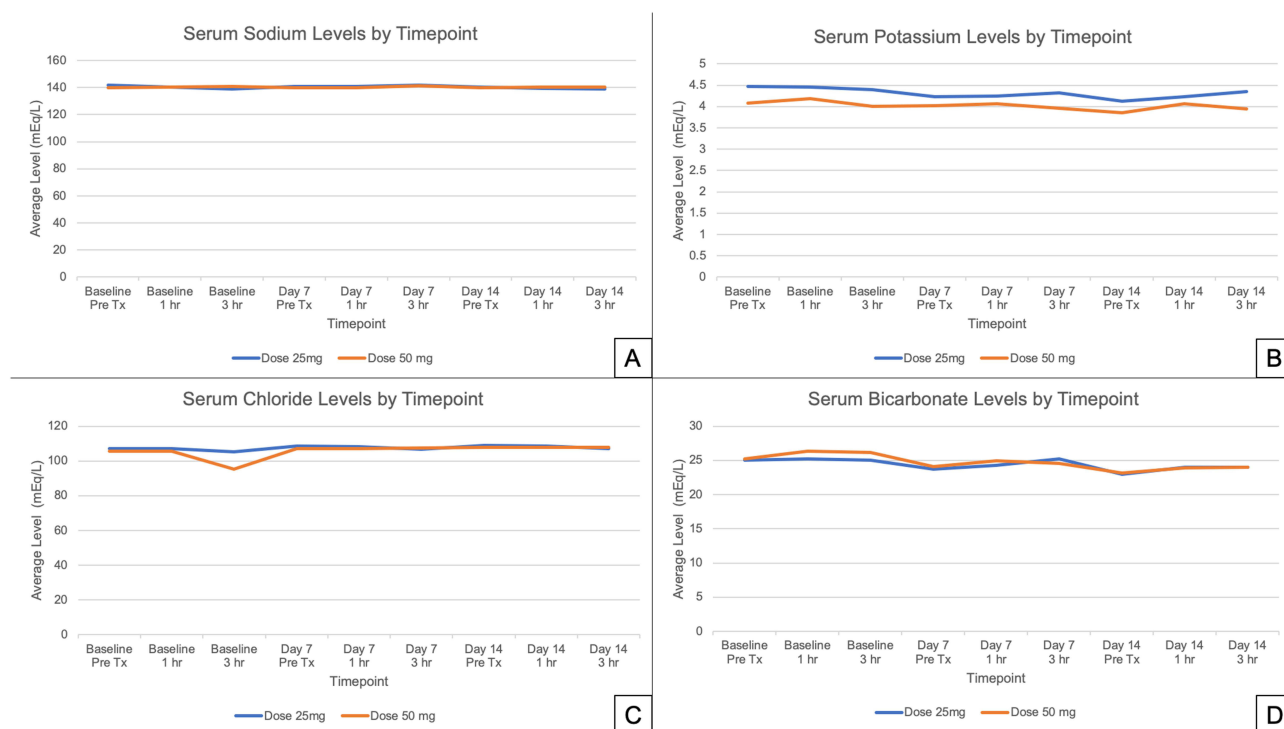 Serum Sodium Levels by Timepoint
Average Level (mEq/L)
160
140
120
100
80
60
40
20
0
Baseline Baseline Baseline Day 7 Day 7 Day 7 Day 14 Day 14 Day 14
Pre Tx 1 hr 3 hr Pre Tx 1 hr 3 hr Pre Tx 1 hr 3 hr
Timepoint
Dose 25mg Dose 50 mg
A
Serum Potassium Levels by Timepoint
Average Level (mEq/L)
5
4.5
4
3.5
3
2.5
2
1.5
1
0.5
0
Baseline Baseline Baseline Day 7 Day 7 Day 7 Day 14 Day 14 Day 14
Pre Tx 1 hr 3 hr Pre Tx 1 hr 3 hr Pre Tx 1 hr 3 hr
Timepoint
Dose 25mg Dose 50 mg
B
Serum Chloride Levels by Timepoint
Average Level (mEq/L)
120
100
80
60
40
20
0
Baseline Baseline Baseline Day 7 Day 7 Day 7 Day 14 Day 14 Day 14
Pre Tx 1 hr 3 hr Pre Tx 1 hr 3 hr Pre Tx 1 hr 3 hr
Timepoint
Dose 25mg Dose 50 mg
C
Serum Bicarbonate Levels by Timepoint
Average Level (mEq/L)
30
25
20
15
10
5
0
Baseline Baseline Baseline Day 7 Day 7 Day 7 Day 14 Day 14 Day 14
Pre Tx 1 hr 3 hr Pre Tx 1 hr 3 hr Pre Tx 1 hr 3 hr
Timepoint
Dose 25mg Dose 50 mg
D